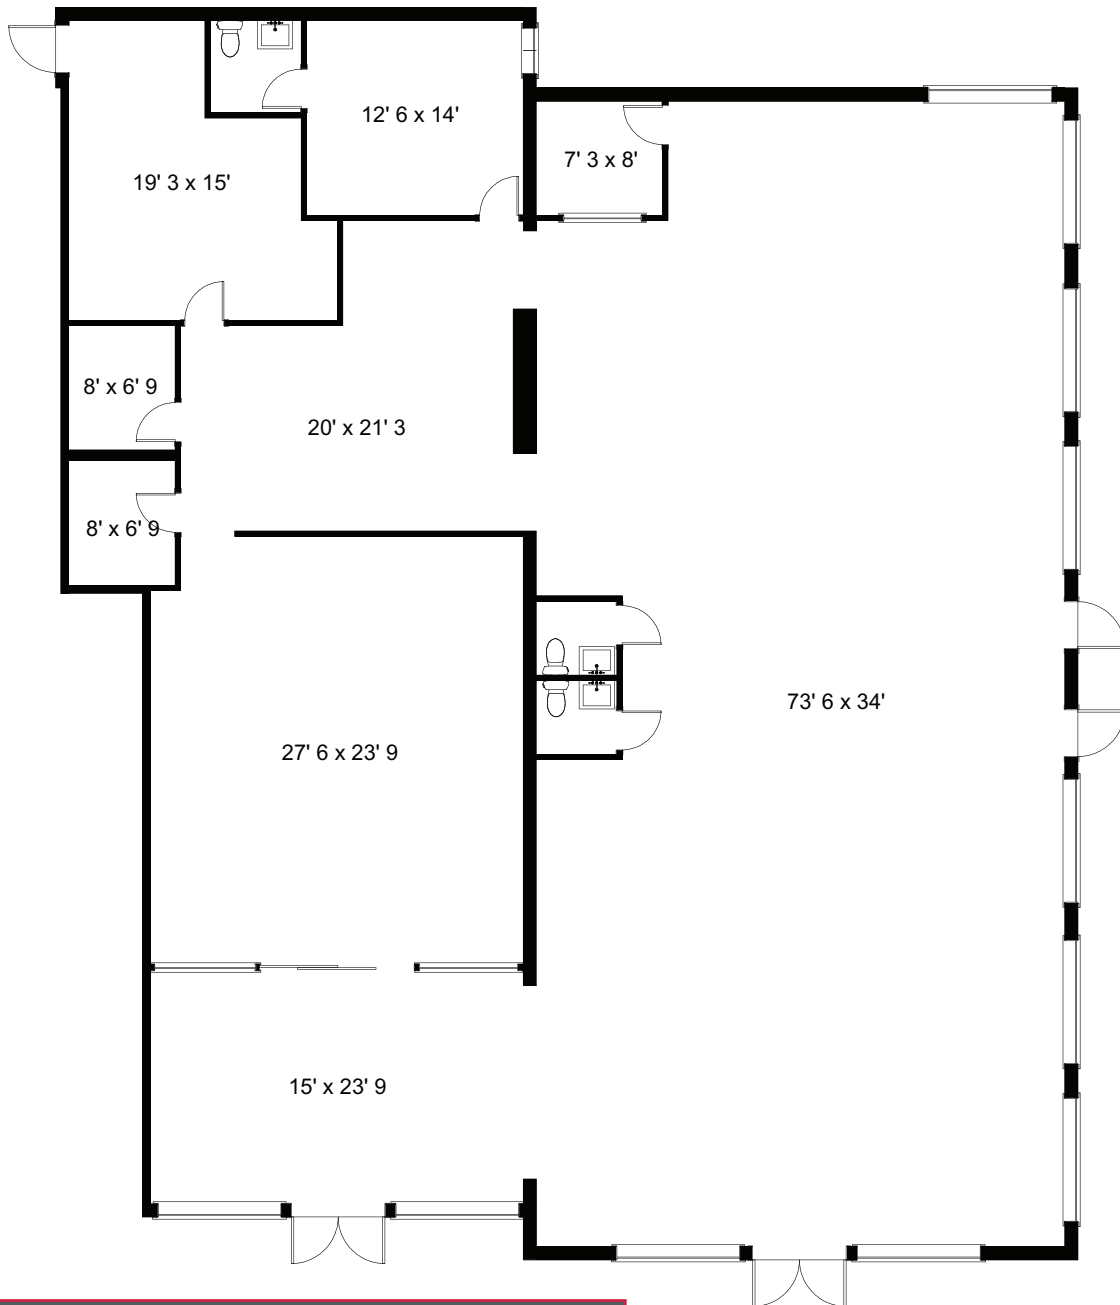 12' 6 x 14'
7' 3 x 8'
19' 3 x 15'
8' x 6' 9
20' x 21' 3
8' x 6' 9
73' 6 x 34'
27' 6 x 23' 9
15' x 23' 9